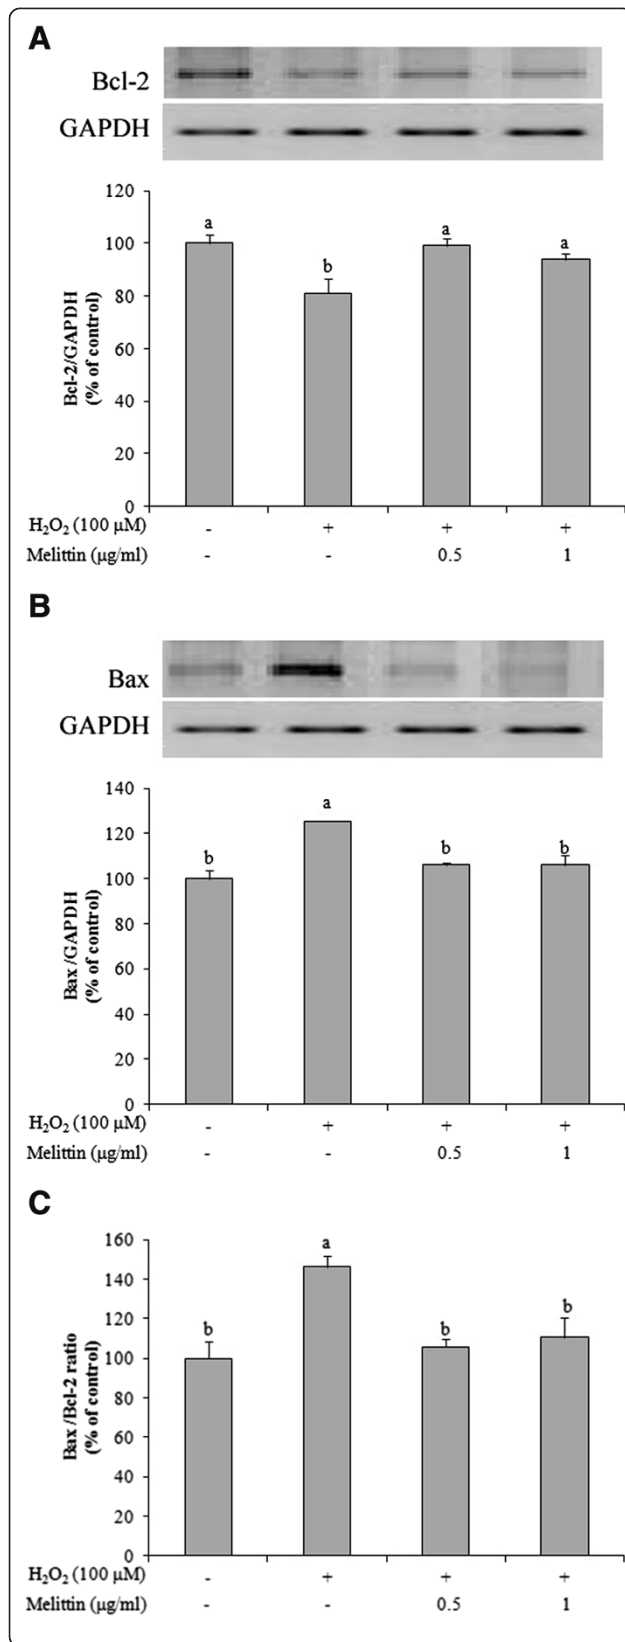 A
Bcl-2
GAPDH
120
a
a
a
100
b
80
60
40
20
0
Bcl-2/GAPDH
(% of control)
H₂O₂ (100 μM) - + + +
Melittin (μg/ml) - - 0.5 1
B
Bax
GAPDH
140
a
120
b
b
b
100
80
60
40
20
0
Bax /GAPDH
(% of control)
H₂O₂ (100 μM) - + + +
Melittin (μg/ml) - - 0.5 1
C
160
a
140
120
b
b
b
100
80
60
40
20
0
Bax /Bcl-2 ratio
(% of control)
H₂O₂ (100 μM) - + + +
Melittin (μg/ml) - - 0.5 1